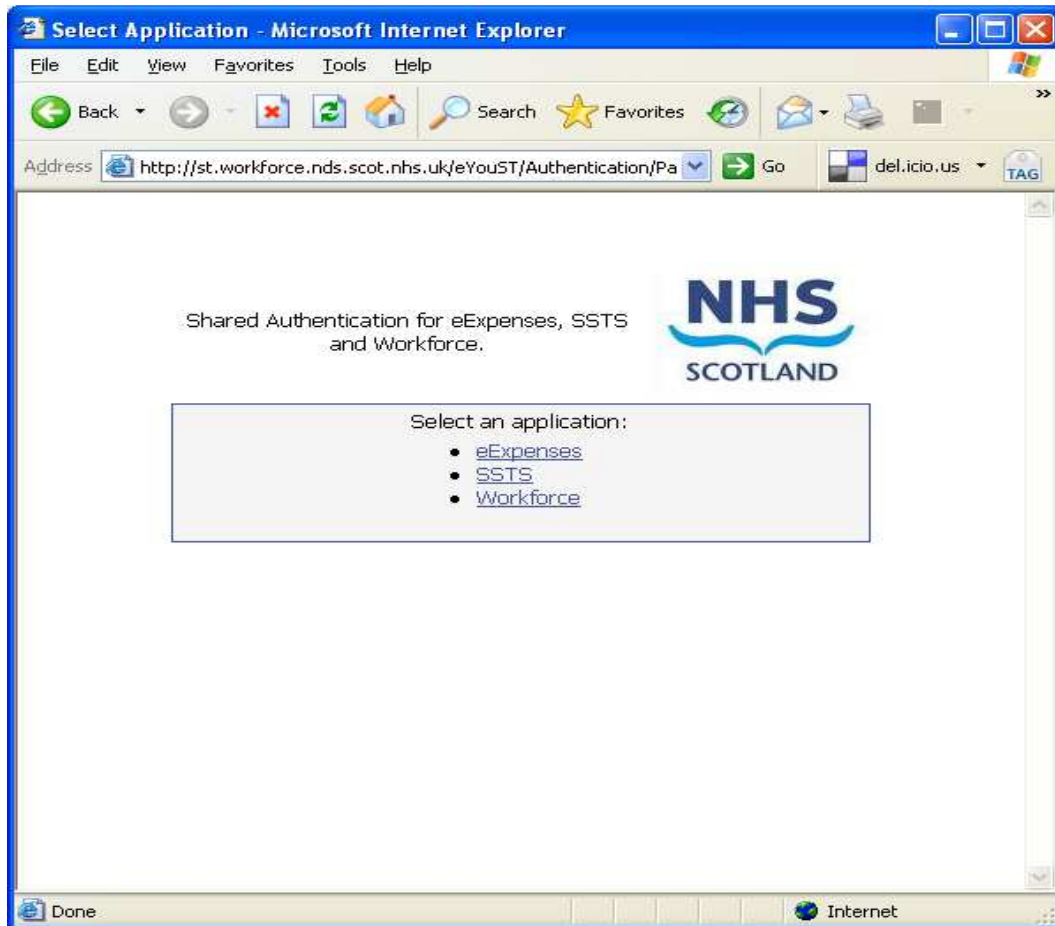 Select Application - Microsoft Internet Explorer
File Edit View Favorites Tools Help
Back Search Favorites »
Address http://st.workforce.nds.scot.nhs.uk/eYouST/Authentication/Pa Go del.icio.us TAG
Shared Authentication for eExpenses, SSTS
and Workforce.
NHS
SCOTLAND
Select an application:
• eExpenses
• SSTS
• Workforce
Done Internet